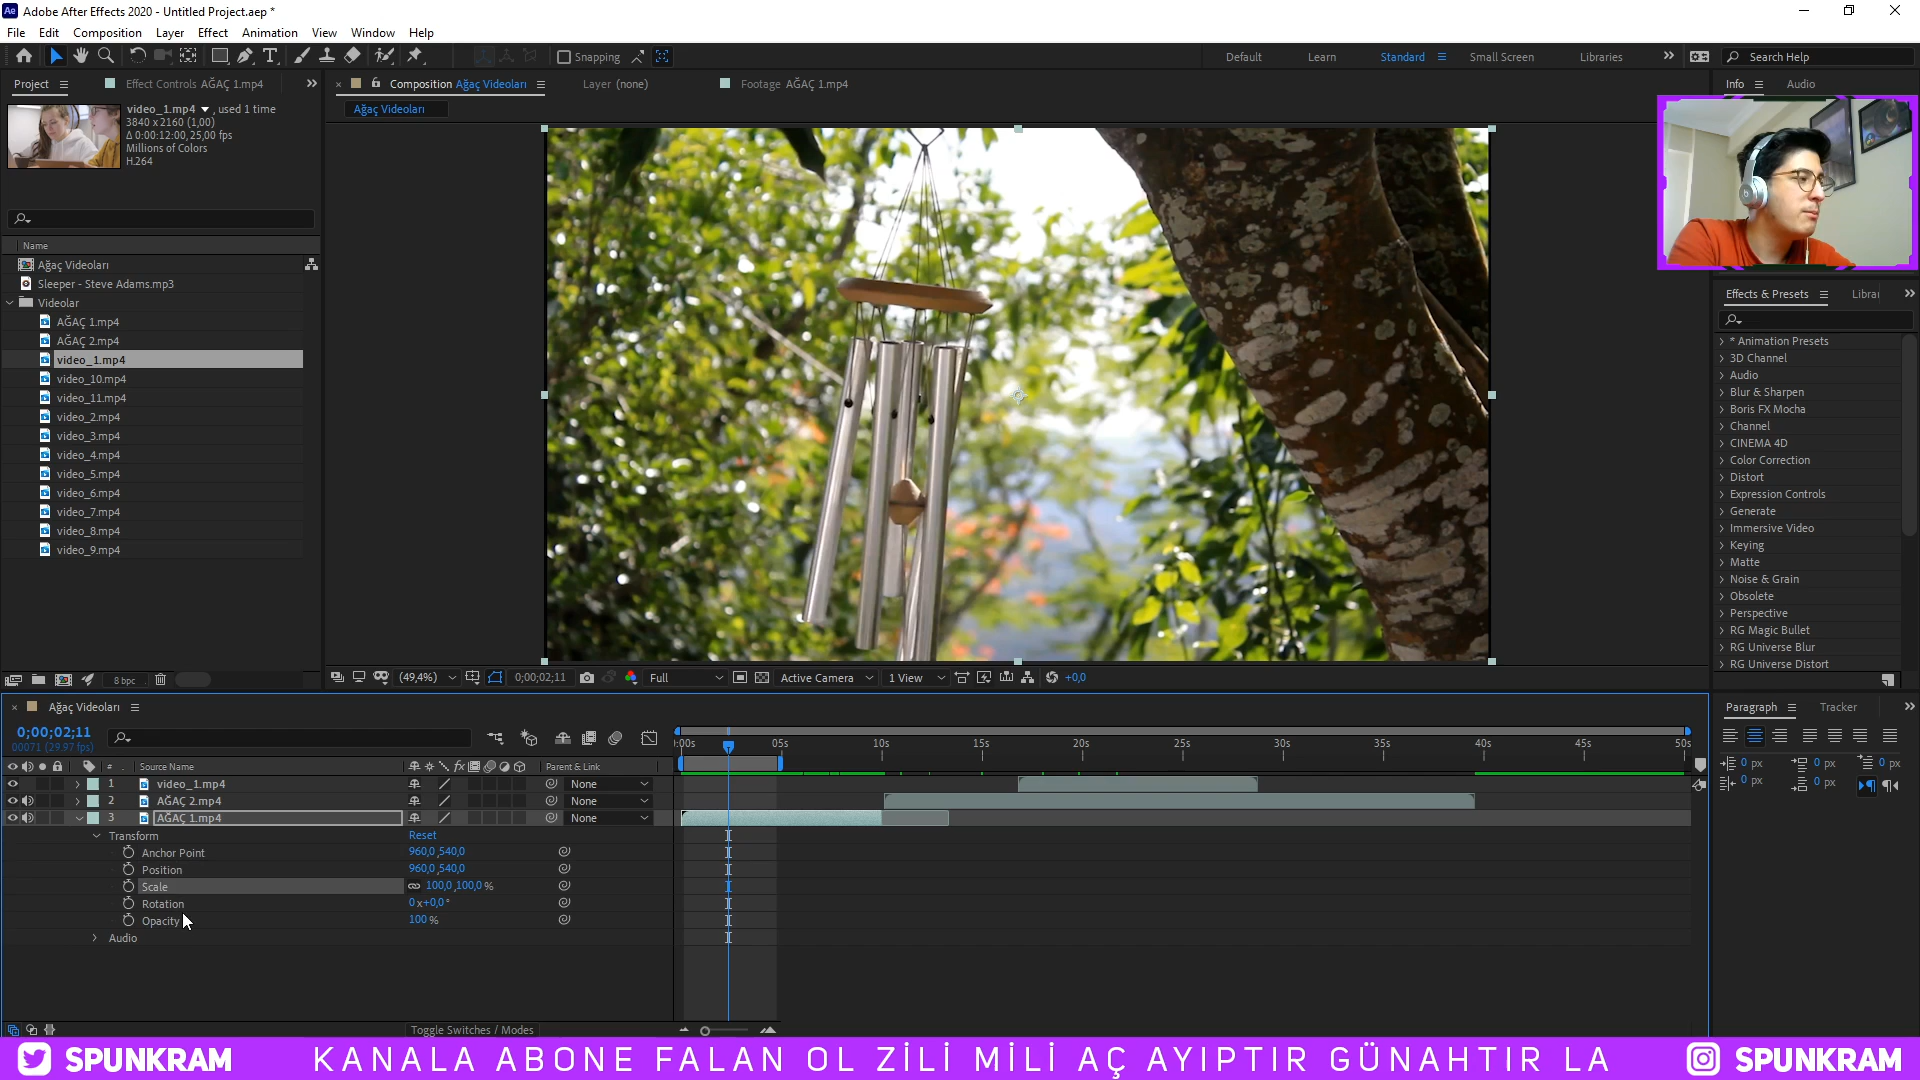 Adobe After Effects 2020 - Untitled Project.aep *
File Edit Composition Layer Effect Animation View Window Help
Snapping
Default Learn Standard Small Screen Libraries
Search Help
Project Effect Controls AĞAÇ 1.mp4
Composition Ağaç Videoları Layer (none) Footage AĞAÇ 1.mp4
Info Audio
Ağaç Videoları
video_1.mp4 , used 1 time
3840 x 2160 (1,00)
Δ 0:00:12:00, 25,00 fps
Millions of Colors
H.264
Name
Ağaç Videoları
Sleeper - Steve Adams.mp3
Videolar
AĞAÇ 1.mp4
AĞAÇ 2.mp4
video_1.mp4
video_10.mp4
video_11.mp4
video_2.mp4
video_3.mp4
video_4.mp4
video_5.mp4
video_6.mp4
video_7.mp4
video_8.mp4
video_9.mp4
8 bpc
(49,4%) 0;00;02;11 Full Active Camera 1 View +0,0
Effects & Presets Librai
* Animation Presets
3D Channel
Audio
Blur & Sharpen
Boris FX Mocha
Channel
CINEMA 4D
Color Correction
Distort
Expression Controls
Generate
Immersive Video
Keying
Matte
Noise & Grain
Obsolete
Perspective
RG Magic Bullet
RG Universe Blur
RG Universe Distort
Ağaç Videoları
0;00;02;11
00071 (29.97 fps)
# Source Name fx Parent & Link
:00s 05s 10s 15s 20s 25s 30s 35s 40s 45s 50s
1 video_1.mp4 None
2 AĞAÇ 2.mp4 None
3 AĞAÇ 1.mp4 None
Transform Reset
Anchor Point 960,0,540,0
Position 960,0,540,0
Scale 100,0,100,0 %
Rotation 0 x+0,0 °
Opacity 100 %
Audio
Toggle Switches / Modes
Paragraph Tracker
0 px 0 px 0 px
0 px 0 px
SPUNKRAM KANALA ABONE FALAN OL ZİLİ MİLİ AÇ AYIPTIR GÜNAHTIR LA SPUNKRAM